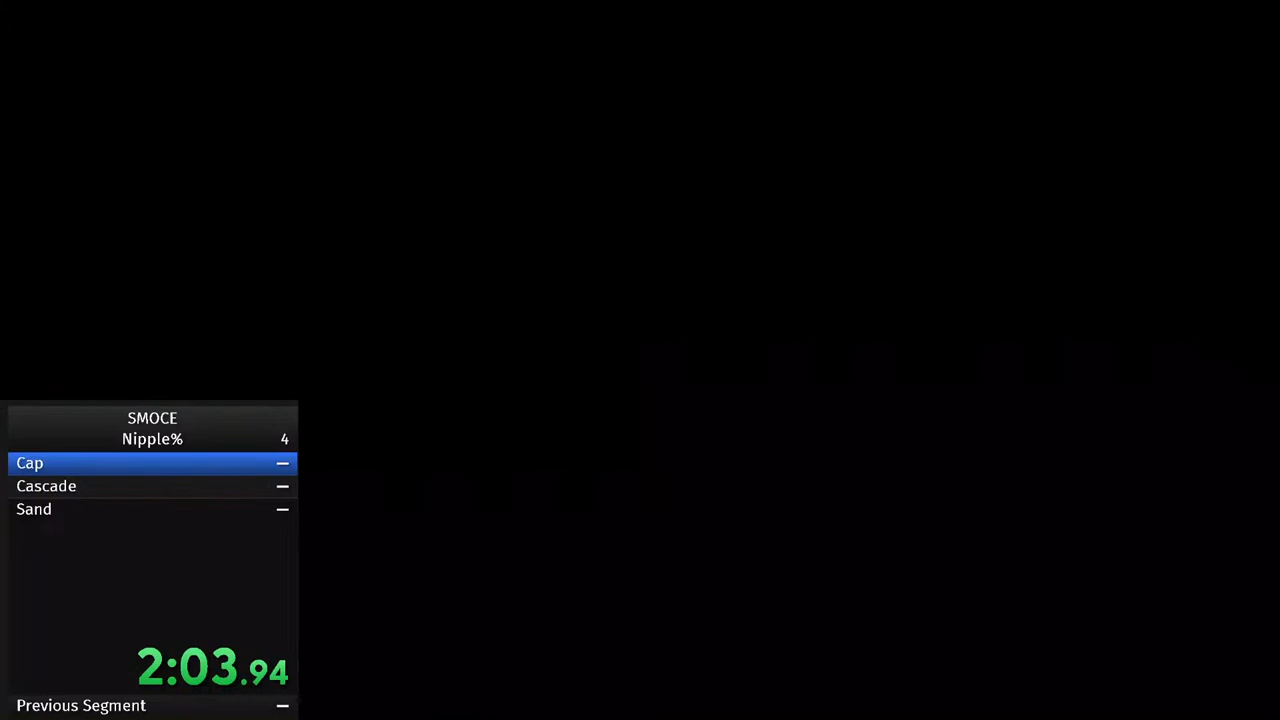 SMOCE
Nipple% 4
Cap —
Cascade —
Sand —
2:03.94
Previous Segment —